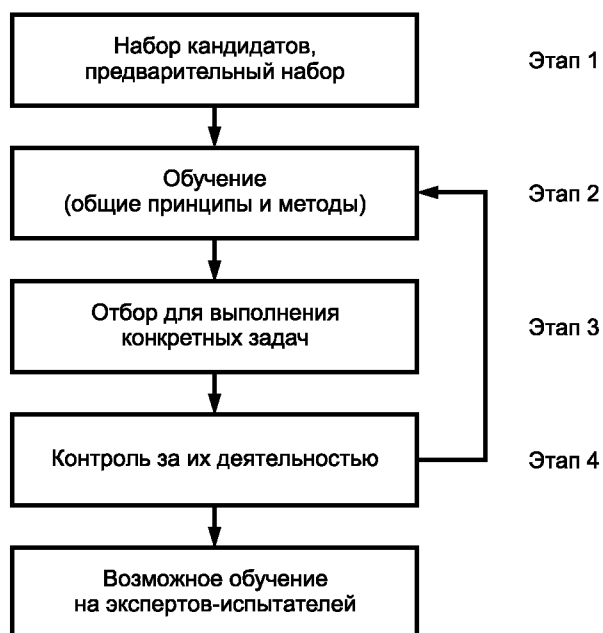 Набор кандидатов,
предварительный набор
Этап 1
Обучение
(общие принципы и методы)
Этап 2
Отбор для выполнения
конкретных задач
Этап 3
Контроль за их деятельностью
Этап 4
Возможное обучение
на экспертов-испытателей